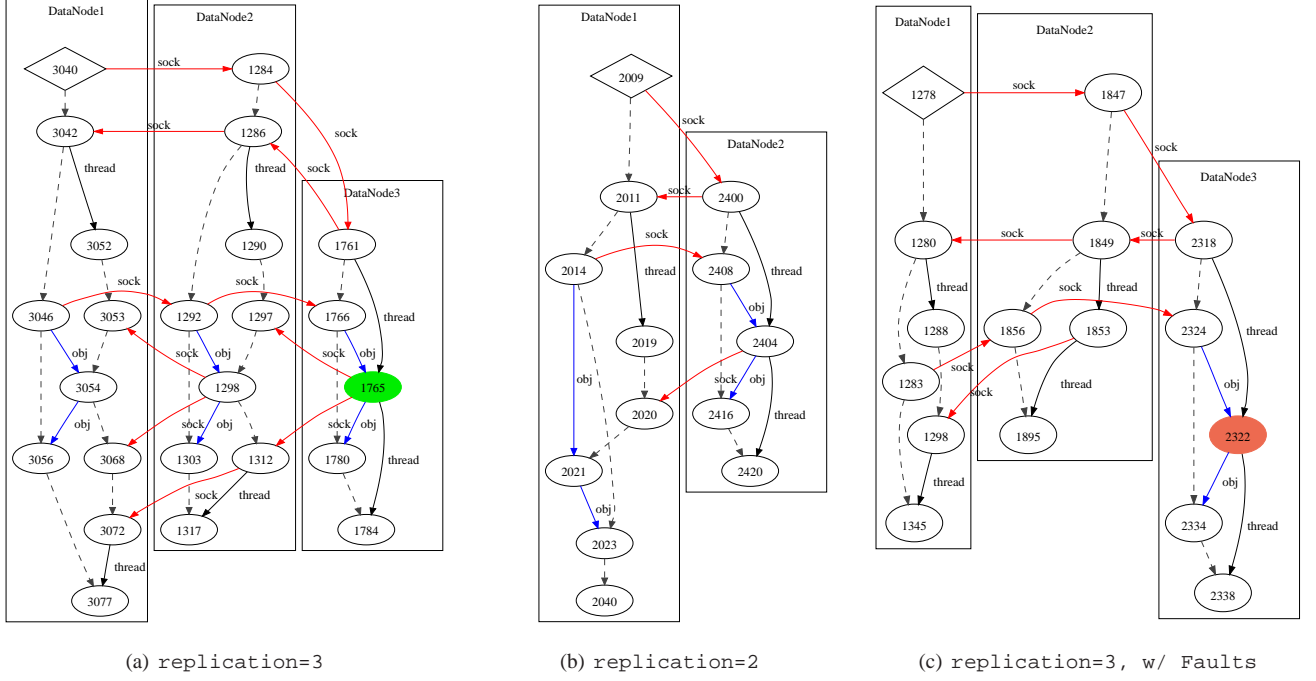 DataNode1
DataNode2
3040
sock
1284
3042
sock
1286
sock
thread
thread
sock
DataNode3
3052
1290
1761
sock
sock
3046
3053
1292
1297
1766
thread
obj
sock
obj
sock
obj
3054
1298
1765
obj
obj
sock
obj
3056
3068
1303
1312
1780
sock
thread
3072
1317
1784
thread
3077
(a) replication=3
DataNode1
2009
sock
DataNode2
2011
sock
2400
sock
2014
2408
thread
thread
obj
2019
2404
sock
obj
2020
2416
thread
2021
2420
obj
2023
2040
(b) replication=2
DataNode1
DataNode2
1278
sock
1847
sock
DataNode3
1280
sock
1849
sock
2318
thread
thread
sock
1288
1856
1853
2324
thread
1283
sock
obj
thread
sock
1298
2322
1895
obj
thread
1345
2334
thread
2338
(c) replication=3, w/ Faults